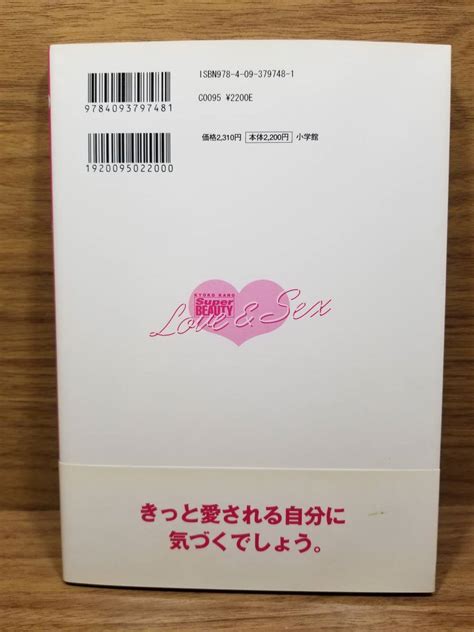 ISBN978-4-09-379748-1
C0095 ¥2200E
9784093797481
価格2,310円 本体2,200円 小学館
1920095022000
KYOKO KANO
Super
BEAUTY
Love & Sex
きっと愛される自分に
気づくでしょう。